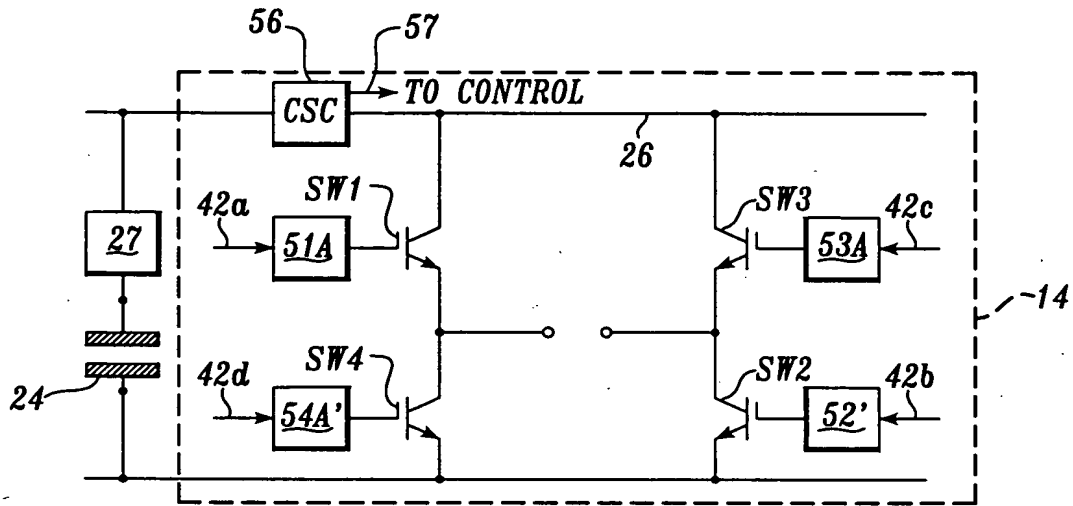 56
57
CSC
TO CONTROL
26
SW1
SW3
42a
42c
27
51A
53A
14
SW4
SW2
24
42d
42b
54A'
52'